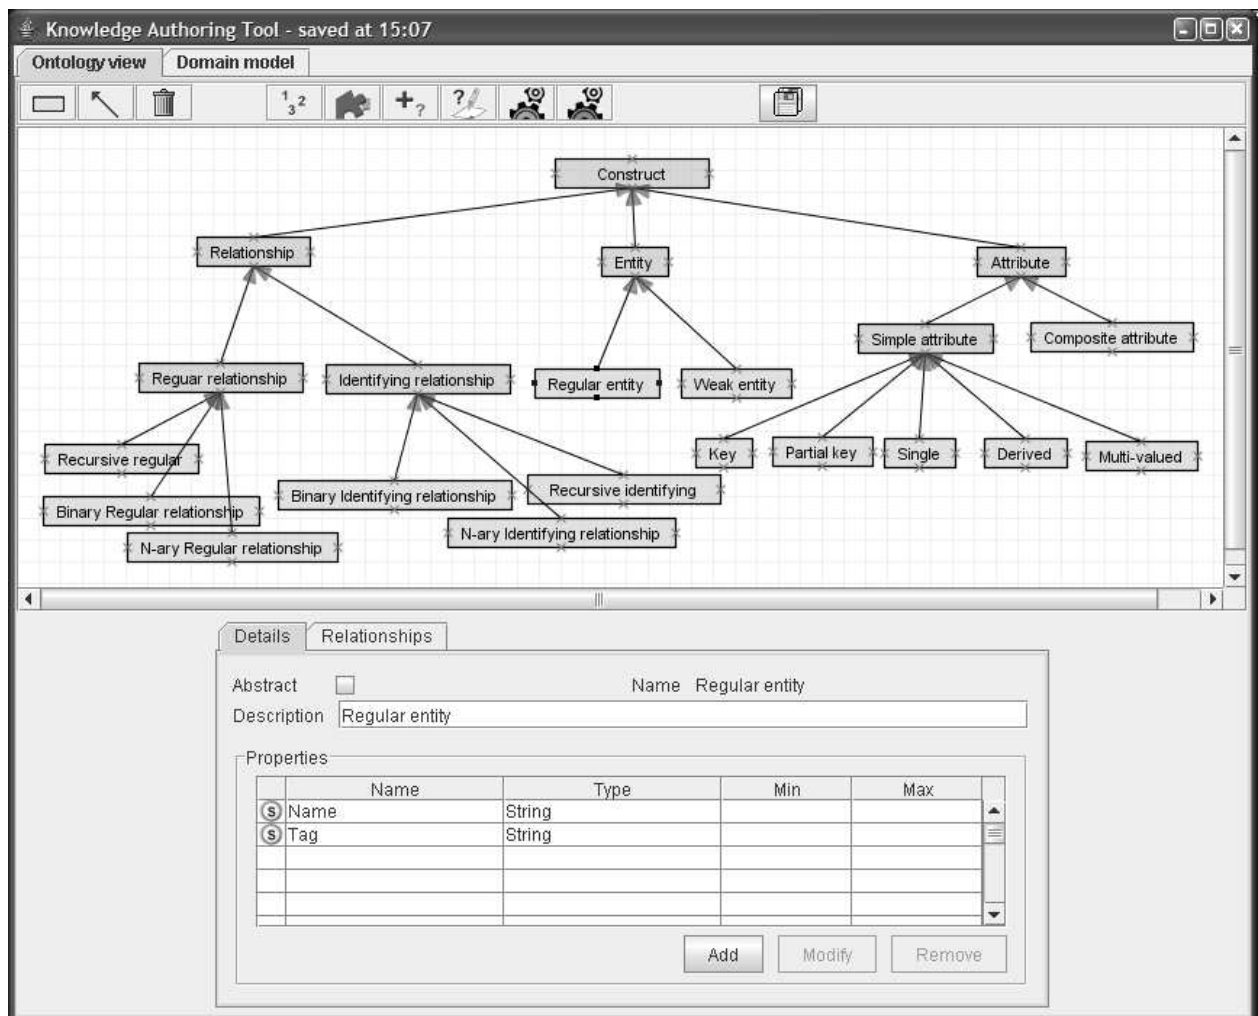 Knowledge Authoring Tool - saved at 15:07
Ontology view Domain model
1 2 3 + ? ?
Construct
Relationship Entity Attribute
Simple attribute Composite attribute
Reguar relationship Identifying relationship Regular entity Weak entity
Recursive regular Key Partial key Single Derived Multi-valued
Binary Identifying relationship Recursive identifying
Binary Regular relationship
N-ary Identifying relationship
N-ary Regular relationship
Details Relationships
Abstract Name Regular entity
Description Regular entity
Properties
Name Type Min Max
S Name String
S Tag String
Add Modify Remove